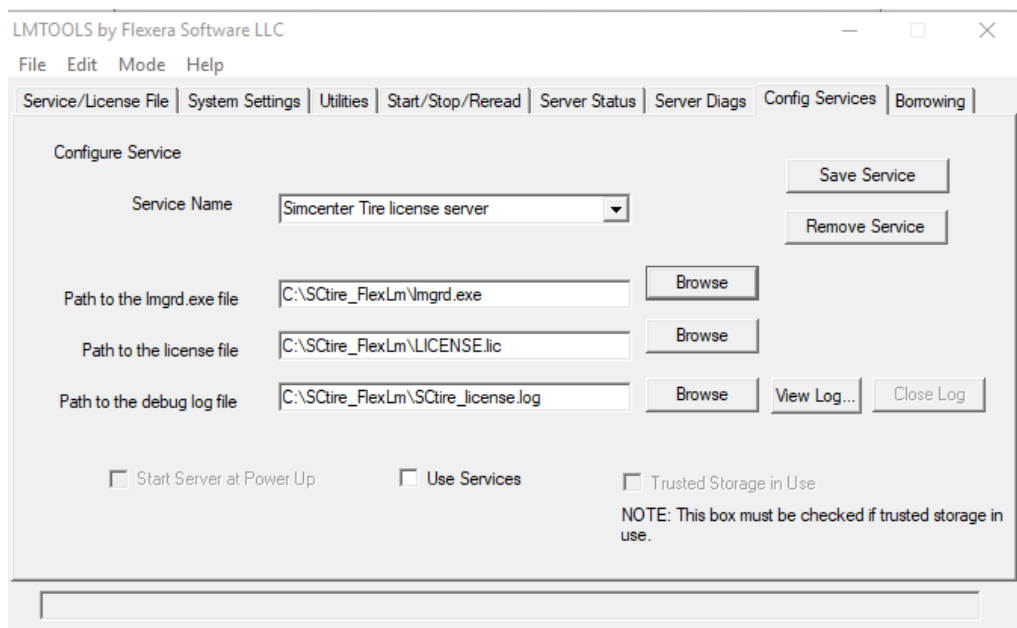 LMTOOLS by Flexera Software LLC
File Edit Mode Help
Service/License File System Settings Utilities Start/Stop/Reread Server Status Server Diags Config Services Borrowing
Configure Service
Save Service
Service Name Simcenter Tire license server
Remove Service
Path to the lmgrd.exe file C:\SCtire_FlexLm\lmgrd.exe Browse
Path to the license file C:\SCtire_FlexLm\LICENSE.lic Browse
Path to the debug log file C:\SCtire_FlexLm\SCtire_license.log Browse View Log... Close Log
Start Server at Power Up Use Services Trusted Storage in Use
NOTE: This box must be checked if trusted storage in
use.